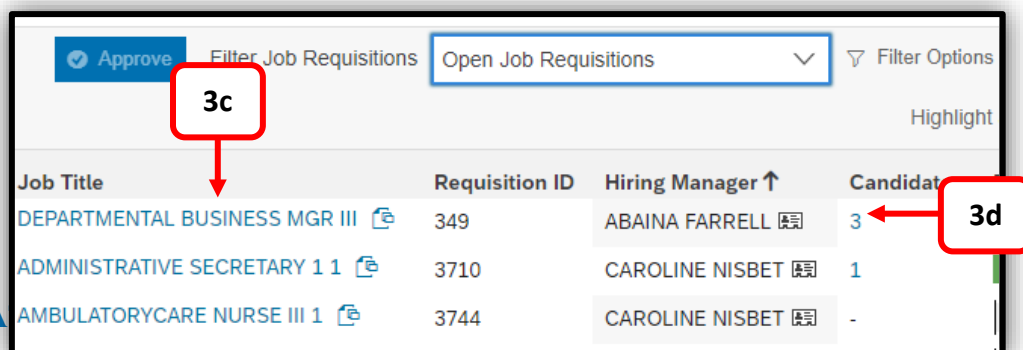 Approve Filter Job Requisitions Open Job Requisitions Filter Options
3c
Highlight
Job Title Requisition ID Hiring Manager ↑ Candidat
DEPARTMENTAL BUSINESS MGR III 349 ABAINA FARRELL 3
3d
ADMINISTRATIVE SECRETARY 1 1 3710 CAROLINE NISBET 1
A AMBULATORYCARE NURSE III 1 3744 CAROLINE NISBET -